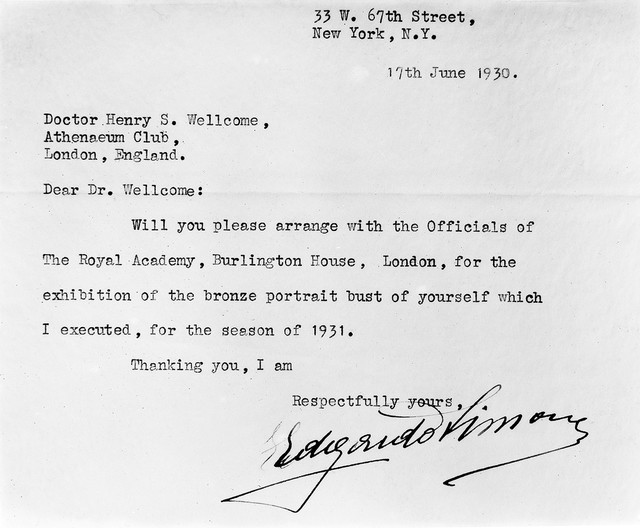 33 W. 67th Street,
New York, N.Y.
17th June 1930.
Doctor Henry S. Wellcome,
Athenaeum Club,
London, England.
Dear Dr. Wellcome:
Will you please arrange with the Officials of
The Royal Academy, Burlington House, London, for the
exhibition of the bronze portrait bust of yourself which
I executed, for the season of 1931.
Thanking you, I am
Respectfully yours,
Edgardo Simone